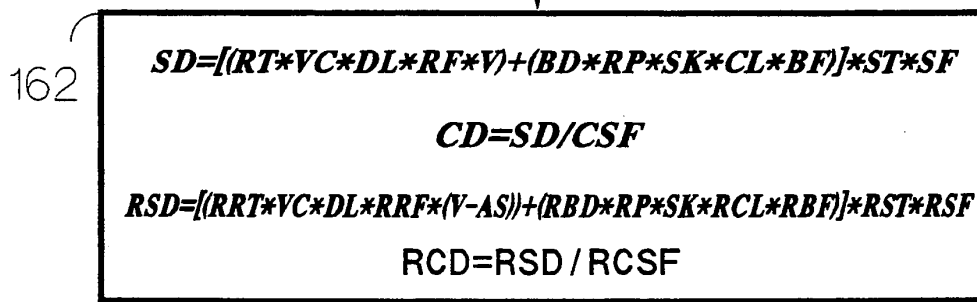 162
SD=[(RT*VC*DL*RF*V)+(BD*RP*SK*CL*BF)]*ST*SF
CD=SD/CSF
RSD=[(RRT*VC*DL*RRF*(V-AS))+(RBD*RP*SK*RCL*RBF)]*RST*RSF
RCD=RSD/RCSF